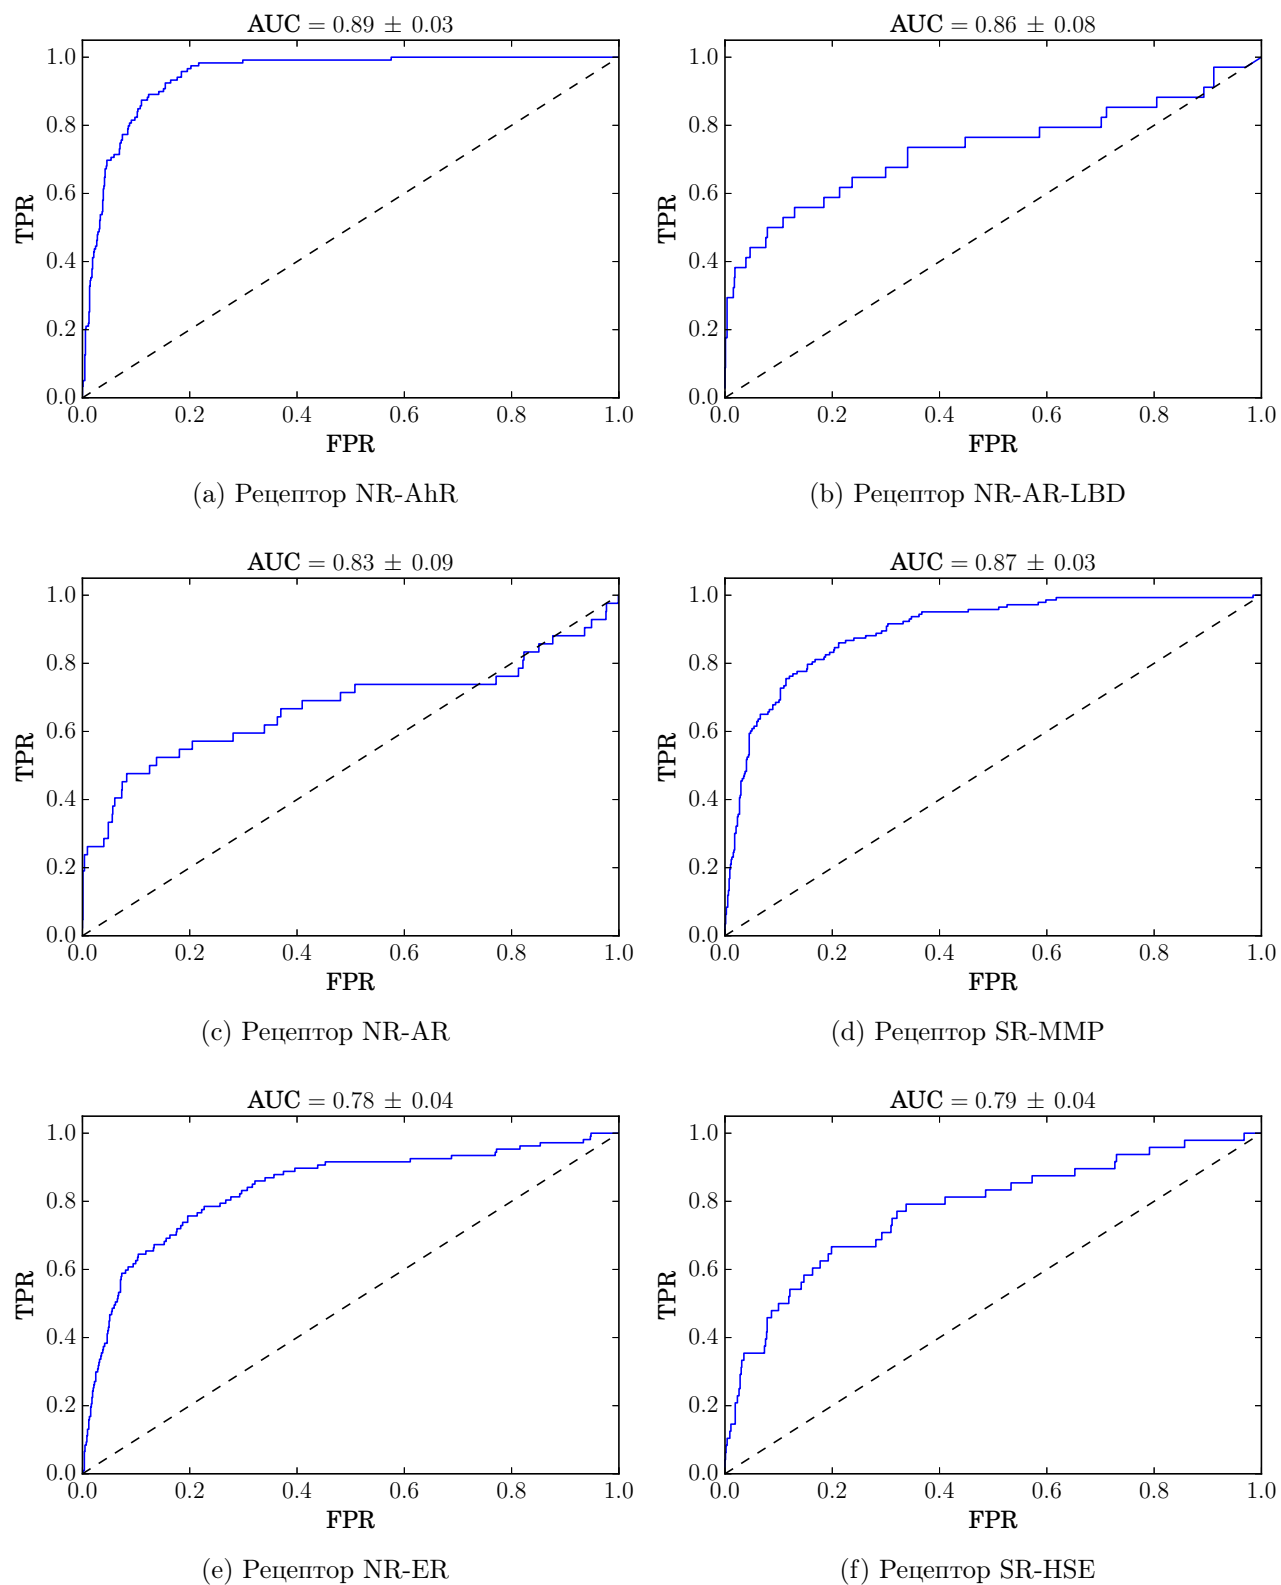 AUC = 0.89 ± 0.03
1.0
0.8
0.6
0.4
0.2
0.0
TPR
0.0 0.2 0.4 0.6 0.8 1.0
FPR
(a) Рецептор NR-AhR
AUC = 0.86 ± 0.08
1.0
0.8
0.6
0.4
0.2
0.0
TPR
0.0 0.2 0.4 0.6 0.8 1.0
FPR
(b) Рецептор NR-AR-LBD
AUC = 0.83 ± 0.09
1.0
0.8
0.6
0.4
0.2
0.0
TPR
0.0 0.2 0.4 0.6 0.8 1.0
FPR
(c) Рецептор NR-AR
AUC = 0.87 ± 0.03
1.0
0.8
0.6
0.4
0.2
0.0
TPR
0.0 0.2 0.4 0.6 0.8 1.0
FPR
(d) Рецептор SR-MMP
AUC = 0.78 ± 0.04
1.0
0.8
0.6
0.4
0.2
0.0
TPR
0.0 0.2 0.4 0.6 0.8 1.0
FPR
(e) Рецептор NR-ER
AUC = 0.79 ± 0.04
1.0
0.8
0.6
0.4
0.2
0.0
TPR
0.0 0.2 0.4 0.6 0.8 1.0
FPR
(f) Рецептор SR-HSE